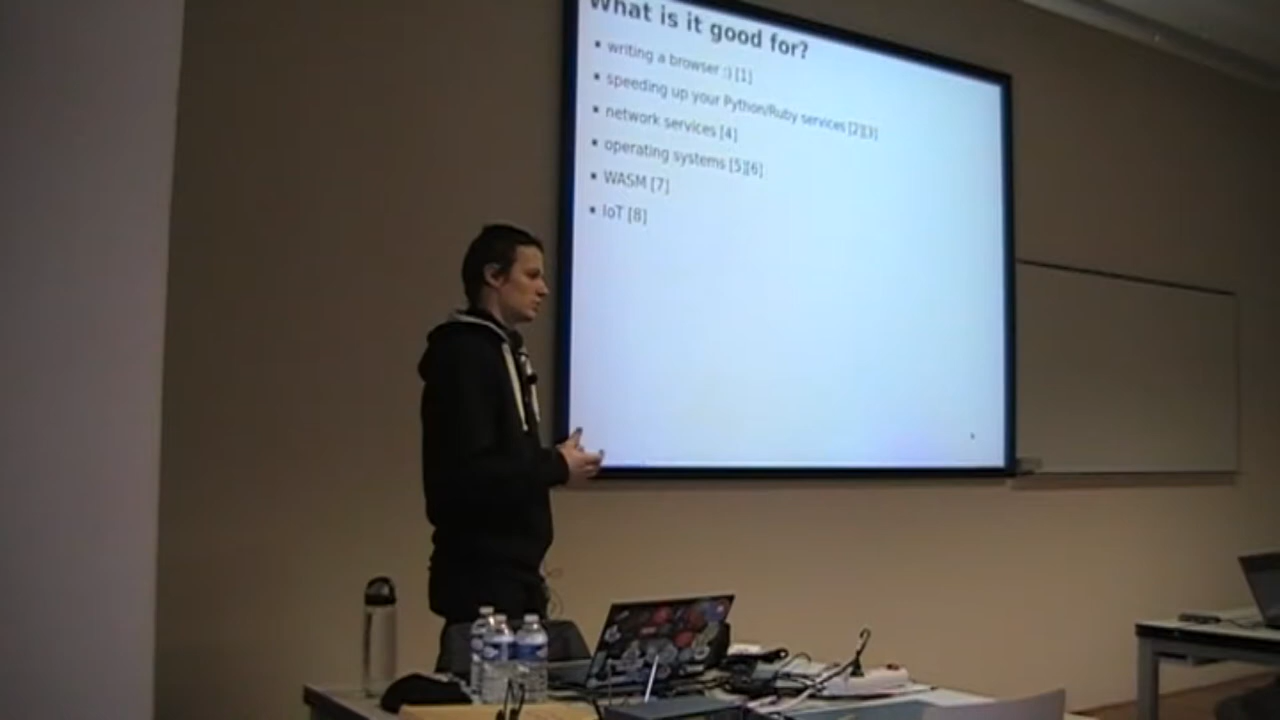 What is it good for?
▪ writing a browser :) [1]
▪ speeding up your Python/Ruby services [2][3]
▪ network services [4]
▪ operating systems [5][6]
▪ WASM [7]
▪ IoT [8]